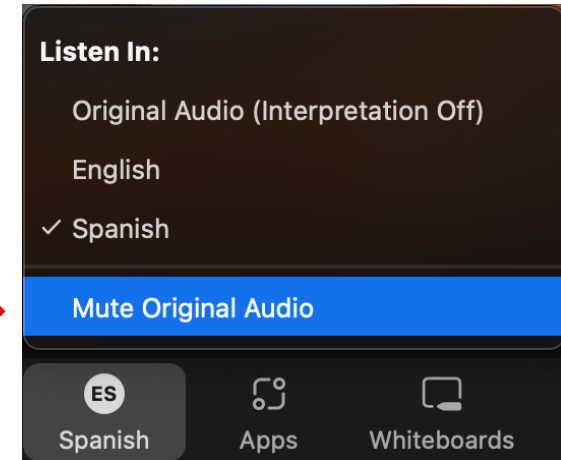 Listen In:
Original Audio (Interpretation Off)
English
Spanish
Mute Original Audio
ES
Spanish Apps Whiteboards